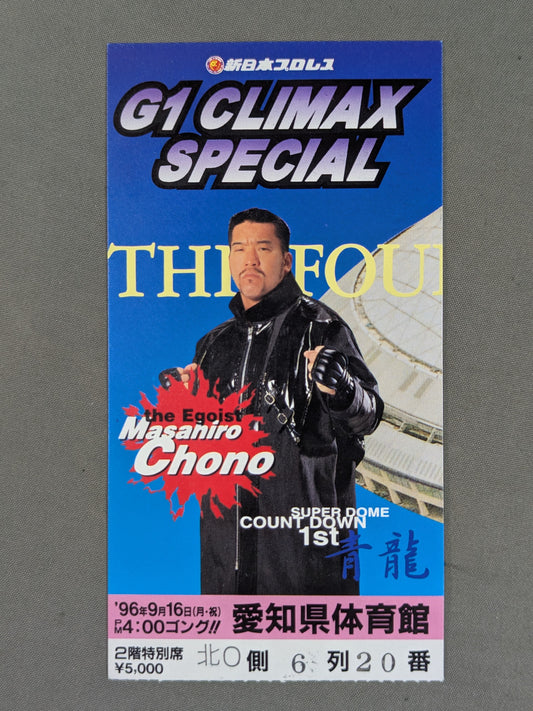 新日本プロレス
G1 CLIMAX
SPECIAL
THE FOU
the Egoist
Masahiro
Chono
SUPER DOME
COUNT DOWN
1st
青龍
'96年9月16日(月・祝)
PM4:00ゴング!! 愛知県体育館
2階特別席
¥5,000
北○側 6 列 20 番